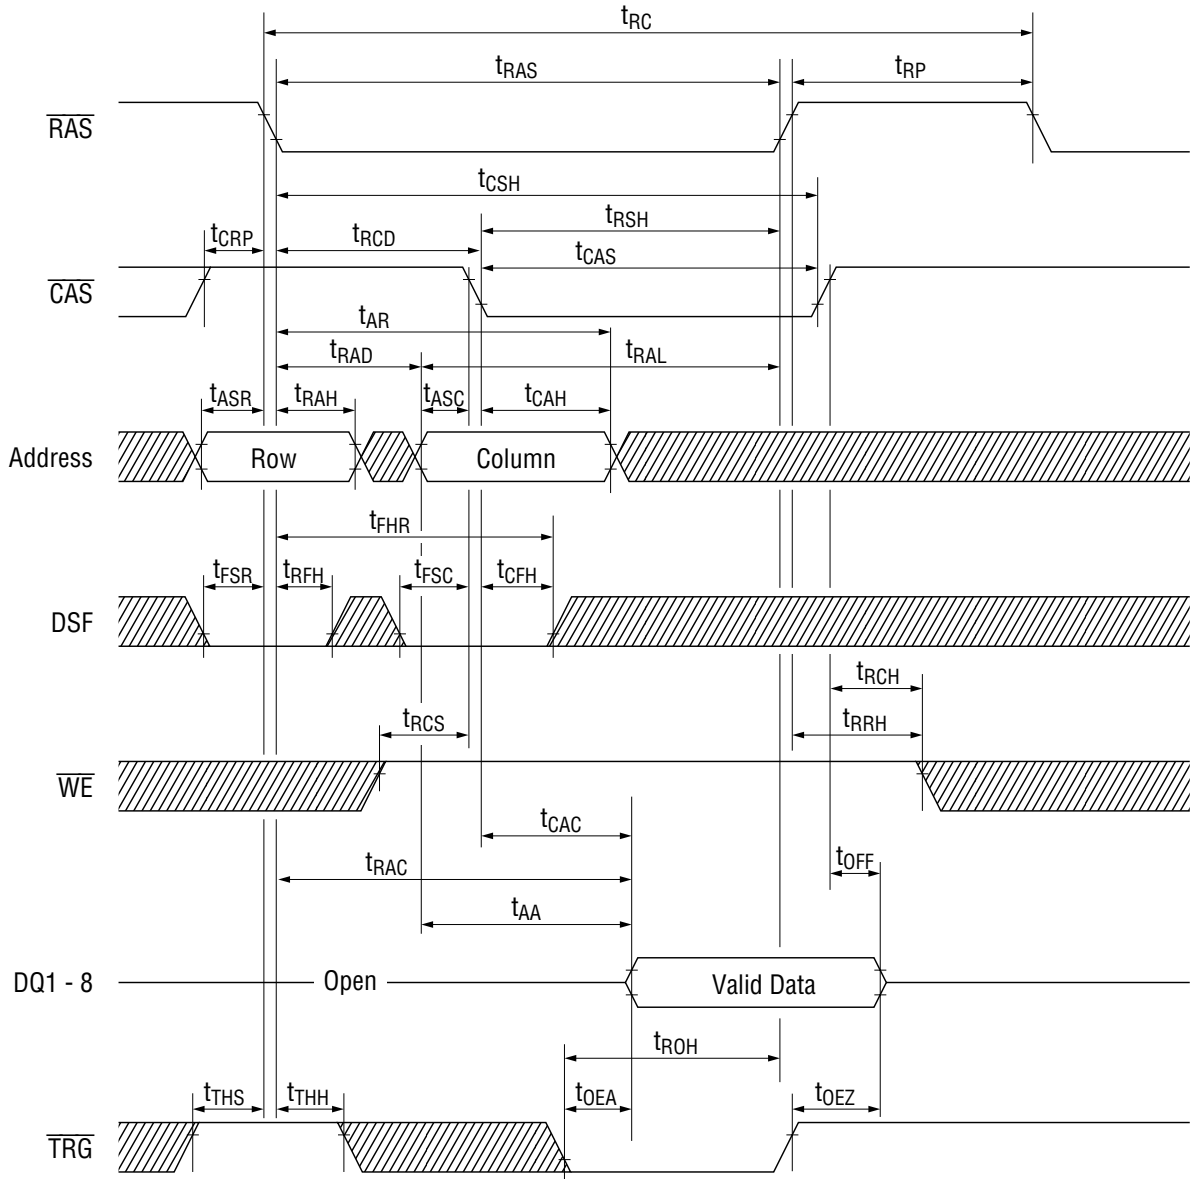 tRC
tRAS tRP
RAS
tCSH
tRSH
tCRP tRCD
tCAS
CAS
tAR
tRAD tRAL
tASR tRAH tASC tCAH
Address Row Column
tFHR
tFSR tRFH tFSC tCFH
DSF
tRCH
tRCS tRRH
WE
tCAC
tRAC tOFF
tAA
DQ1 - 8 Open Valid Data
tROH
tTHS tTHH tOEA tOEZ
TRG